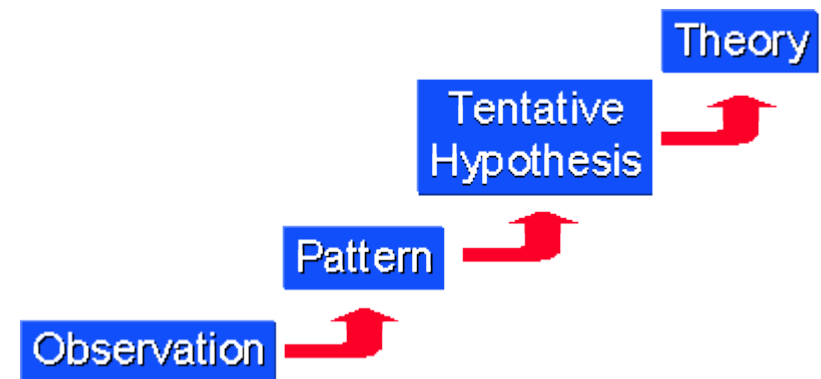 Theory
Tentative
Hypothesis
Pattern
Observation